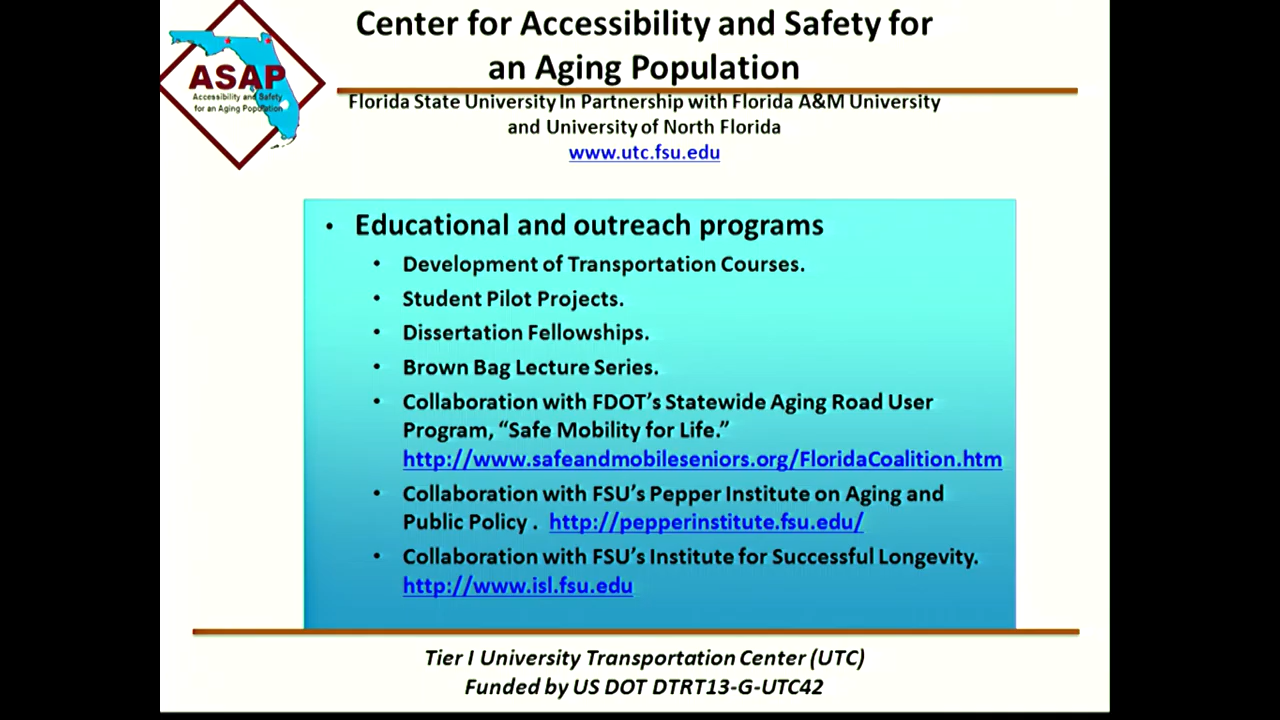 ASAP
Accessibility and Safety
for an Aging Population
Center for Accessibility and Safety for
an Aging Population
Florida State University In Partnership with Florida A&M University
and University of North Florida
www.utc.fsu.edu
• Educational and outreach programs
• Development of Transportation Courses.
• Student Pilot Projects.
• Dissertation Fellowships.
• Brown Bag Lecture Series.
• Collaboration with FDOT’s Statewide Aging Road User
Program, “Safe Mobility for Life.”
http://www.safeandmobileseniors.org/FloridaCoalition.htm
• Collaboration with FSU’s Pepper Institute on Aging and
Public Policy . http://pepperinstitute.fsu.edu/
• Collaboration with FSU’s Institute for Successful Longevity.
http://www.isl.fsu.edu
Tier I University Transportation Center (UTC)
Funded by US DOT DTRT13-G-UTC42